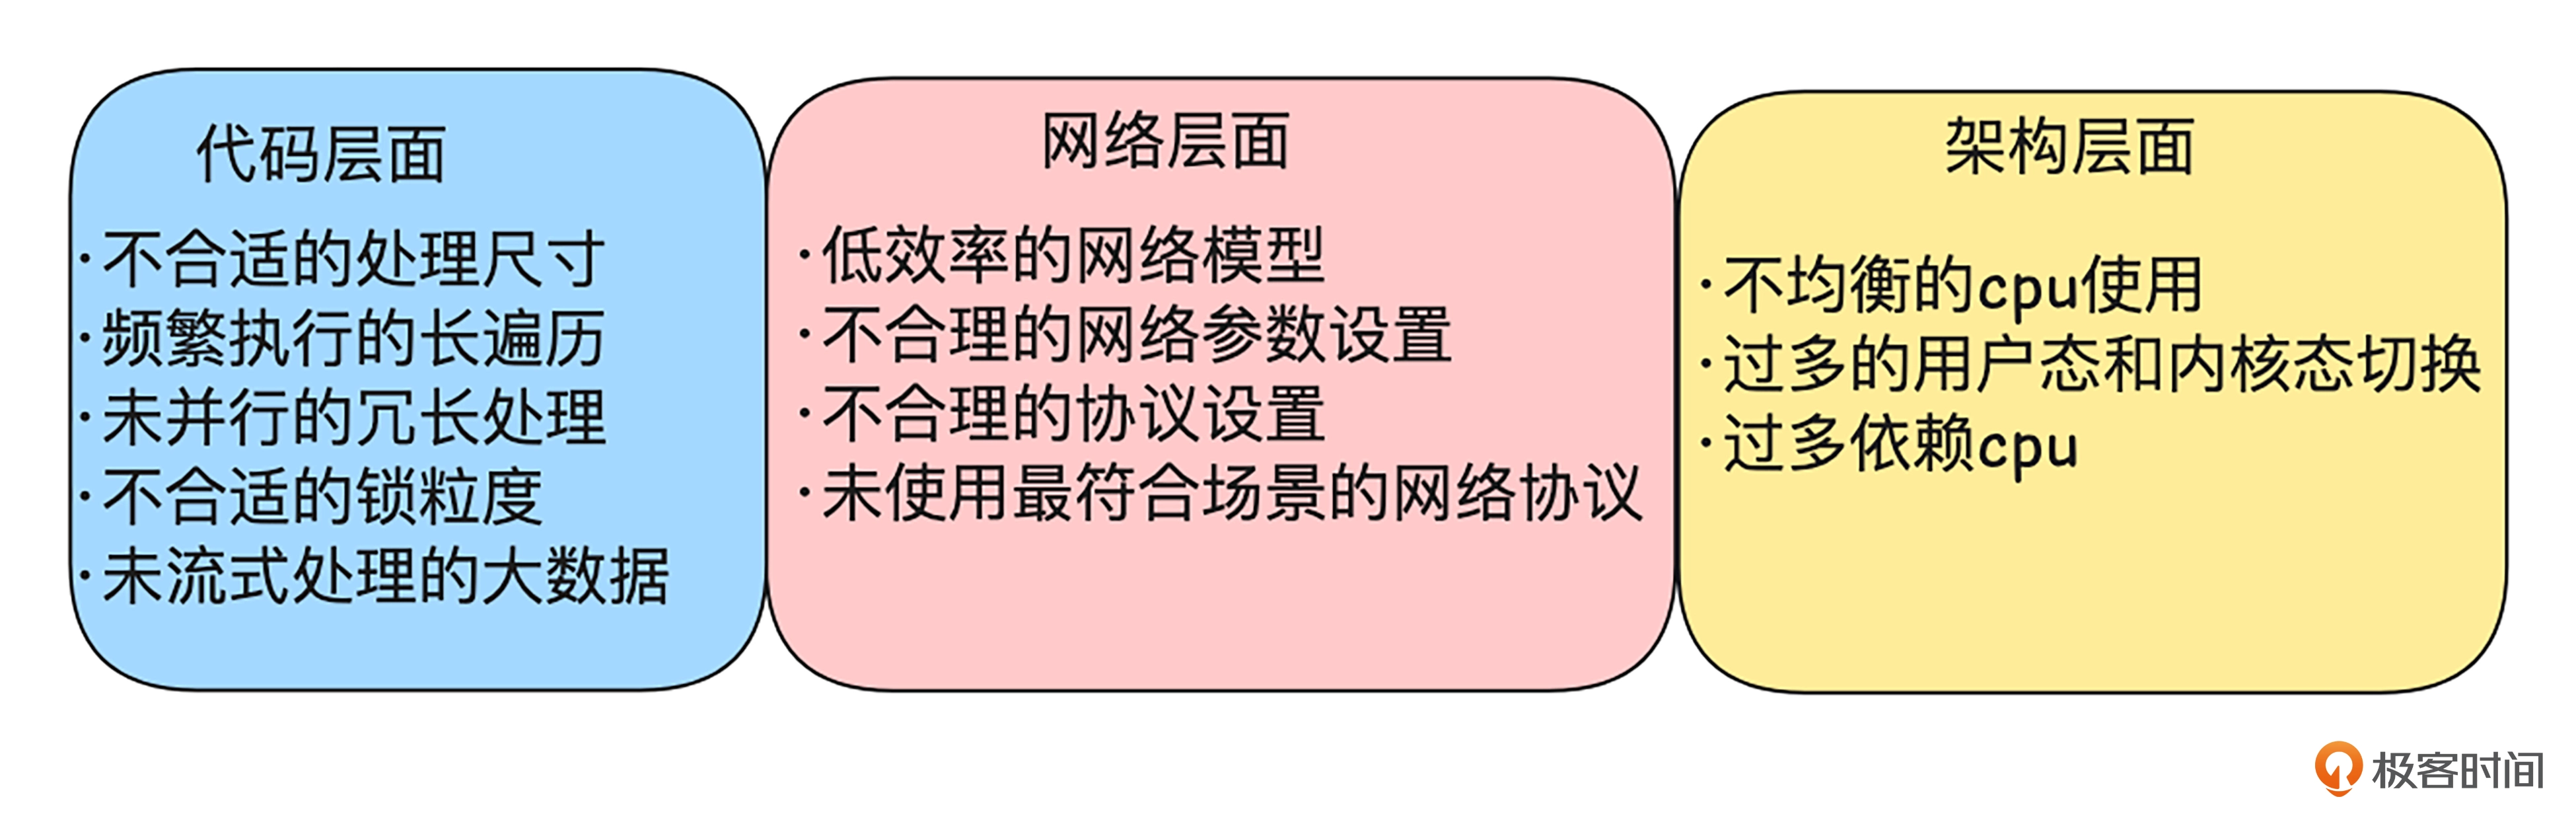 代码层面
·不合适的处理尺寸
·频繁执行的长遍历
·未并行的冗长处理
·不合适的锁粒度
·未流式处理的大数据
网络层面
·低效率的网络模型
·不合理的网络参数设置
·不合理的协议设置
·未使用最符合场景的网络协议
架构层面
·不均衡的cpu使用
·过多的用户态和内核态切换
·过多依赖cpu
极客时间